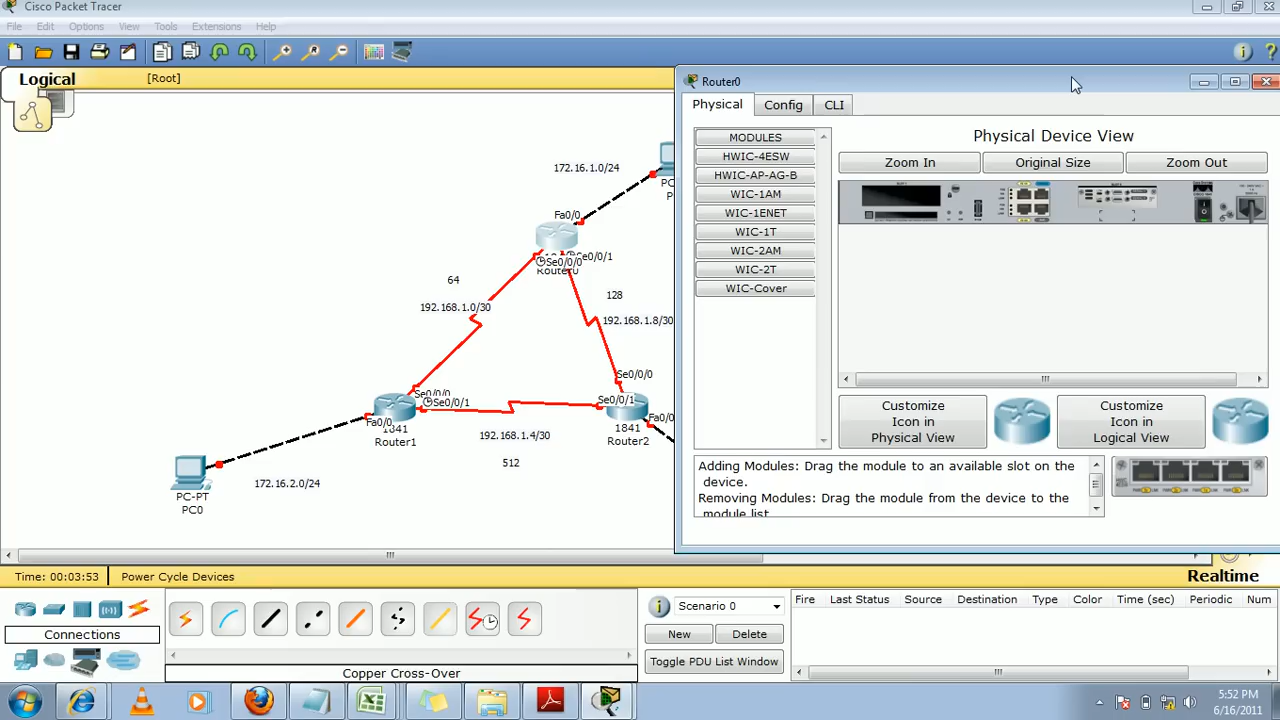 Cisco Packet Tracer
File Edit Options View Tools Extensions Help
Logical
[Root]
172.16.1.0/24
Fa0/0
Se0/0/1
Se0/0/0
Router0
64
128
192.168.1.0/30
192.168.1.8/30
Se0/0/0
Se0/0/0
Se0/0/1
Se0/0/1
Fa0/0
Fa0/0
1841
Router1
1841
Router2
192.168.1.4/30
512
172.16.2.0/24
PC-PT
PC0
Router0
Physical Config CLI
MODULES
HWIC-4ESW
HWIC-AP-AG-B
WIC-1AM
WIC-1ENET
WIC-1T
WIC-2AM
WIC-2T
WIC-Cover
Physical Device View
Zoom In Original Size Zoom Out
Customize
Icon in
Physical View
Customize
Icon in
Logical View
Adding Modules: Drag the module to an available slot on the
device.
Removing Modules: Drag the module from the device to the
module list.
Time: 00:03:53 Power Cycle Devices
Realtime
Connections
Copper Cross-Over
Scenario 0
New Delete
Toggle PDU List Window
Fire Last Status Source Destination Type Color Time (sec) Periodic Num
5:52 PM
6/16/2011